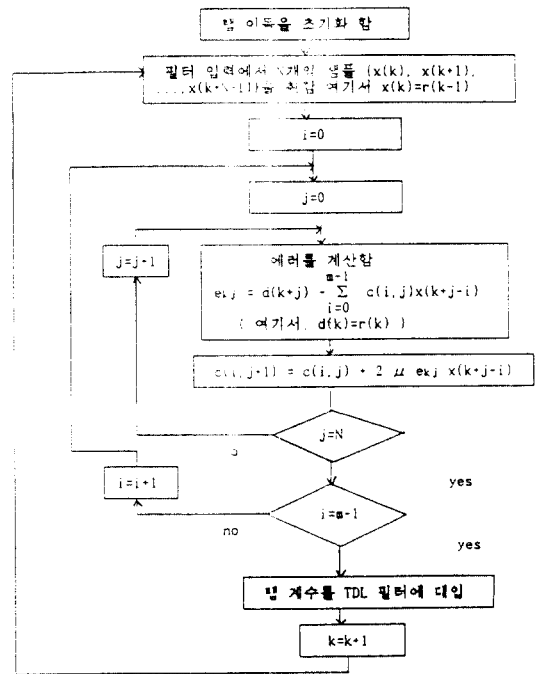 탭 이득을 초기화 함
필터 입력에서 N개의 샘플 (x(k), x(k+1),
...,x(k+N-1)}을 취함 여기서 x(k)=r(k-1)
i=0
j=0
j=j+1
에러를 계산함
m-1
ekj = d(k+j) - Σ c(i,j)x(k+j-i)
i=0
( 여기서, d(k)=r(k) )
c(i,j+1) = c(i,j) + 2 μ ekj x(k+j-i)
j=N
yes
i=i+1
i=m-1
no
yes
탭 계수를 TDL 필터에 대입
k=k+1